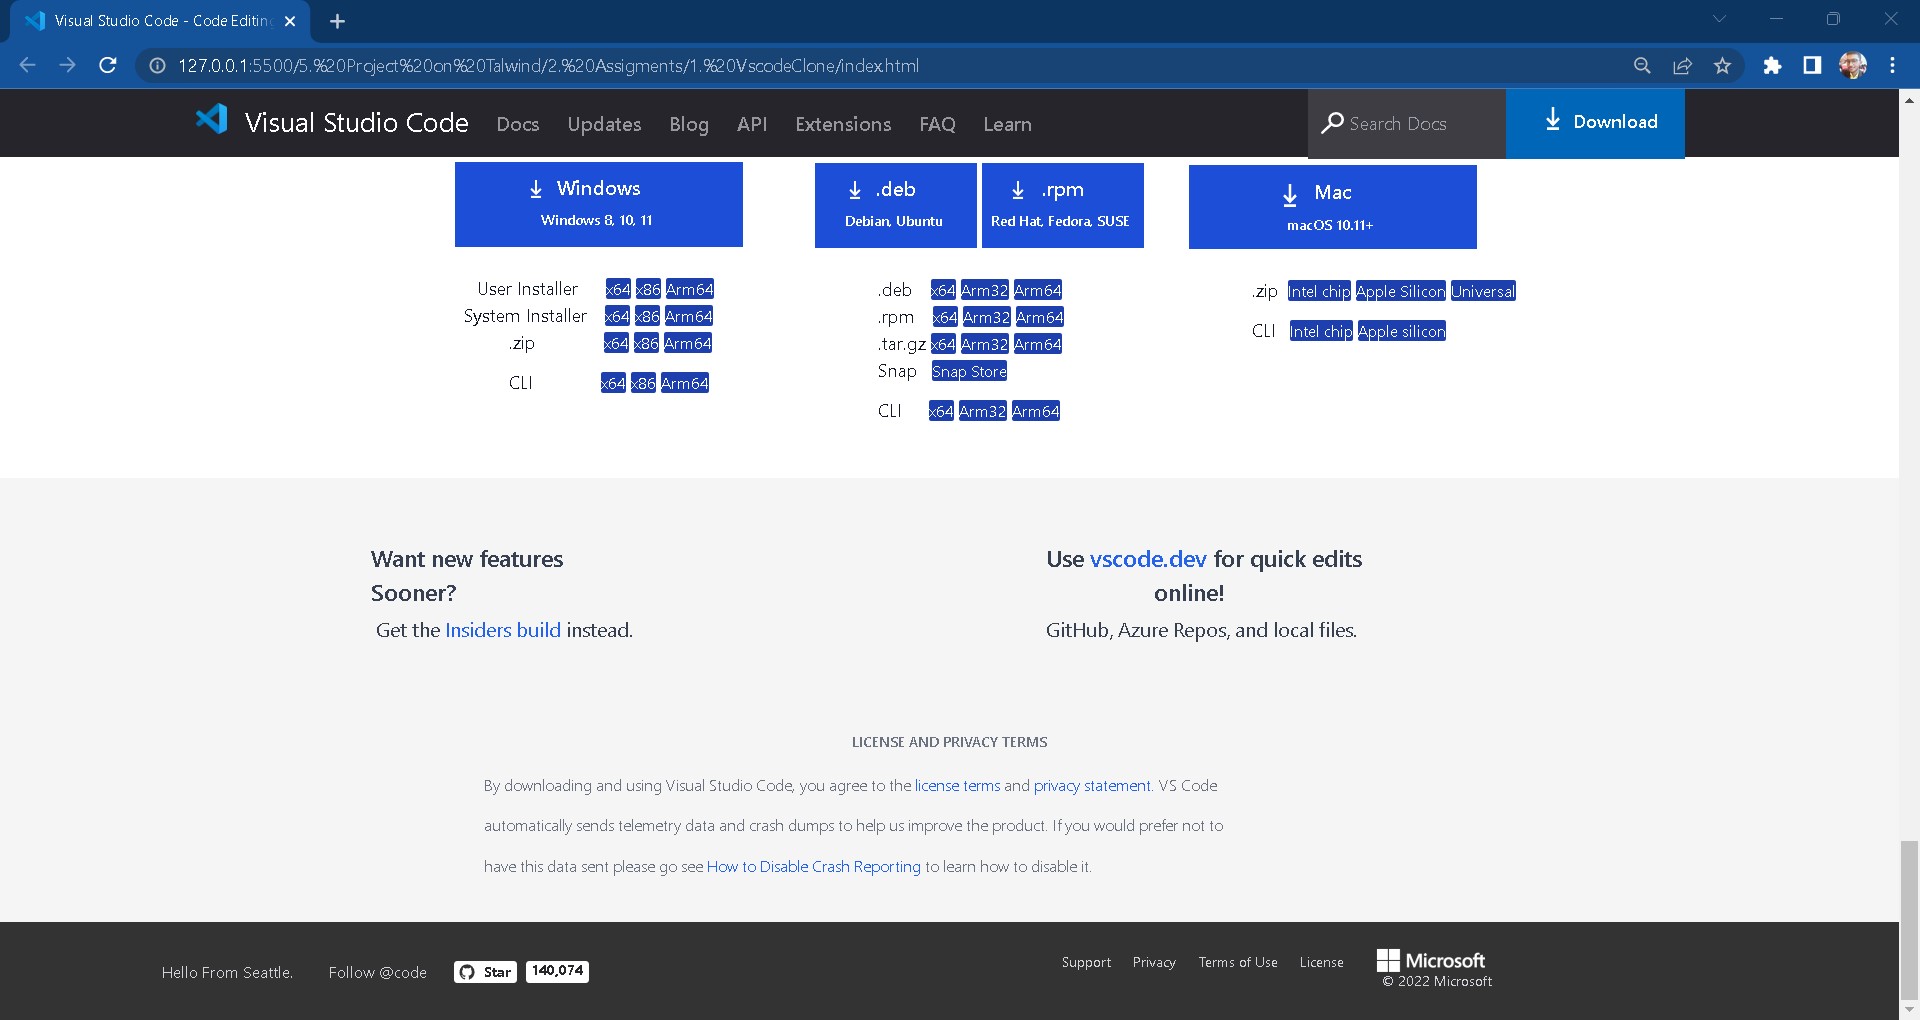 Visual Studio Code - Code Editing
127.0.0.1:5500/5.%20Project%20on%20Talwind/2.%20Assigments/1.%20VscodeClone/index.html
Visual Studio Code Docs Updates Blog API Extensions FAQ Learn Search Docs Download
Windows
Windows 8, 10, 11
.deb
Debian, Ubuntu
.rpm
Red Hat, Fedora, SUSE
Mac
macOS 10.11+
User Installer x64 x86 Arm64
System Installer x64 x86 Arm64
.zip x64 x86 Arm64
CLI x64 x86 Arm64
.deb x64 Arm32 Arm64
.rpm x64 Arm32 Arm64
.tar.gz x64 Arm32 Arm64
Snap Snap Store
CLI x64 Arm32 Arm64
.zip Intel chip Apple Silicon Universal
CLI Intel chip Apple silicon
Want new features
Sooner?
Get the Insiders build instead.
Use vscode.dev for quick edits
online!
GitHub, Azure Repos, and local files.
LICENSE AND PRIVACY TERMS
By downloading and using Visual Studio Code, you agree to the license terms and privacy statement. VS Code
automatically sends telemetry data and crash dumps to help us improve the product. If you would prefer not to
have this data sent please go see How to Disable Crash Reporting to learn how to disable it.
Hello From Seattle. Follow @code Star 140,074
Support Privacy Terms of Use License
Microsoft
© 2022 Microsoft